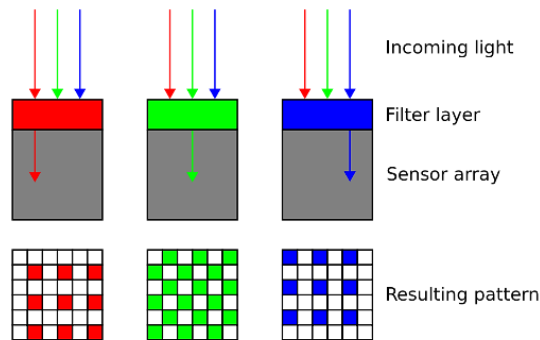 Incoming light
Filter layer
Sensor array
Resulting pattern